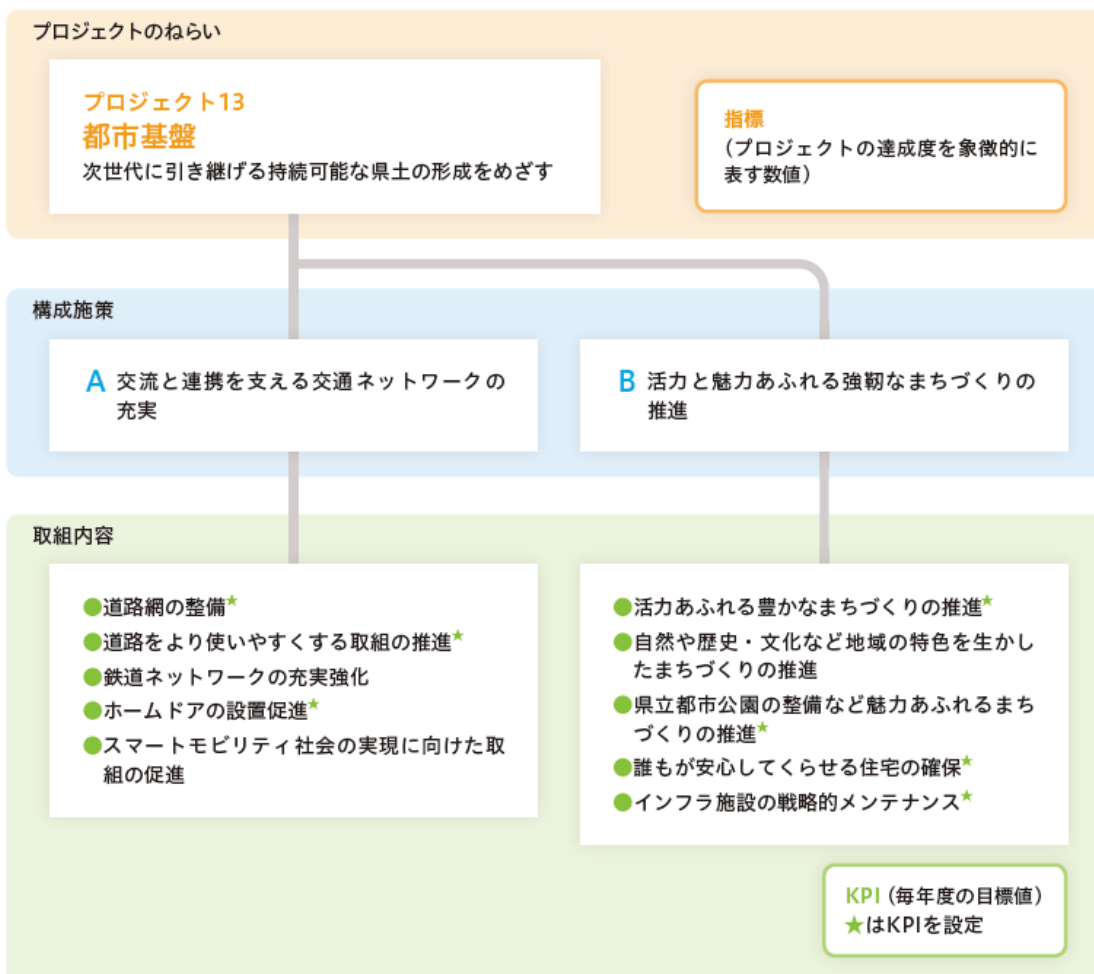 プロジェクトのねらい
プロジェクト13
都市基盤
次世代に引き継げる持続可能な県土の形成をめざす
指標
(プロジェクトの達成度を象徴的に
表す数値)
構成施策
A 交流と連携を支える交通ネットワークの
充実
B 活力と魅力あふれる強靭なまちづくりの
推進
取組内容
●道路網の整備★
●道路をより使いやすくする取組の推進★
●鉄道ネットワークの充実強化
●ホームドアの設置促進★
●スマートモビリティ社会の実現に向けた取
組の促進
●活力あふれる豊かなまちづくりの推進★
●自然や歴史・文化など地域の特色を生かし
たまちづくりの推進
●県立都市公園の整備など魅力あふれるまち
づくりの推進★
●誰もが安心してくらせる住宅の確保★
●インフラ施設の戦略的メンテナンス★
KPI (毎年度の目標値)
★はKPIを設定